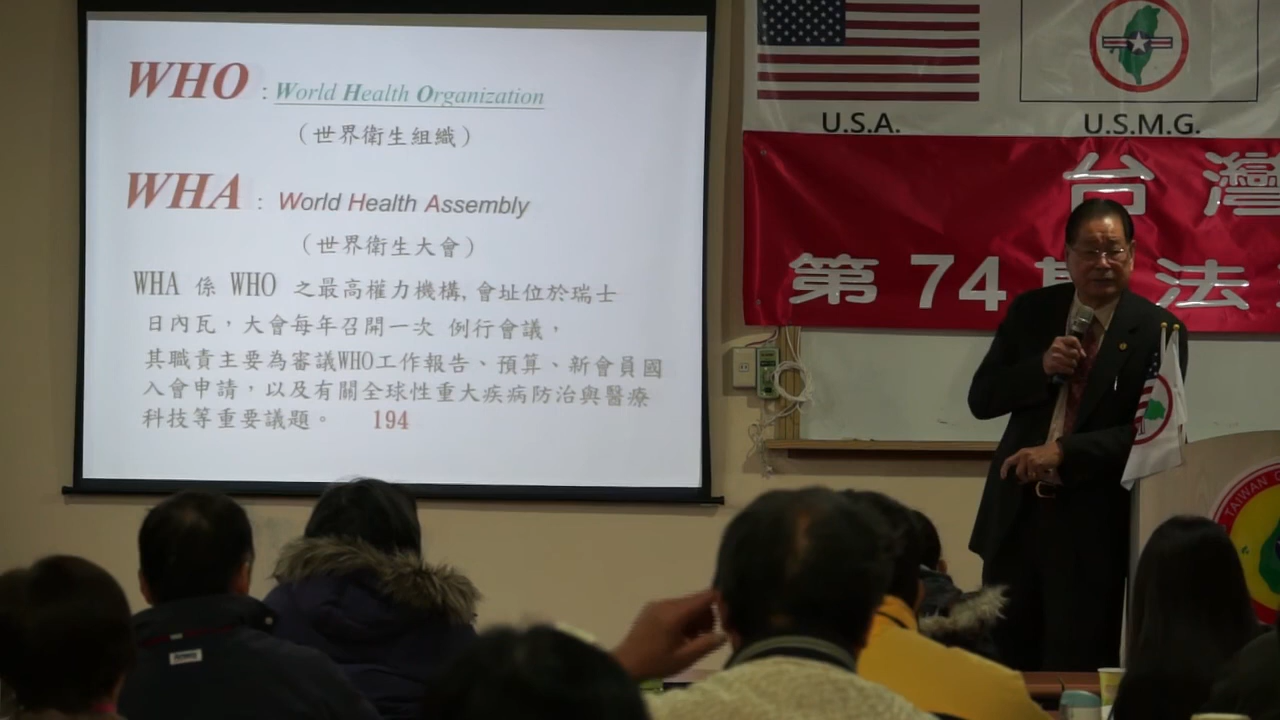 WHO : World Health Organization
（世界衛生組織）
WHA : World Health Assembly
（世界衛生大會）
WHA 係 WHO 之最高權力機構,會址位於瑞士
日內瓦，大會每年召開一次 例行會議，
其職責主要為審議WHO工作報告、預算、新會員國
入會申請，以及有關全球性重大疾病防治與醫療
科技等重要議題。 194
U.S.A.
U.S.M.G.
台灣
第74期法
TAIWAN